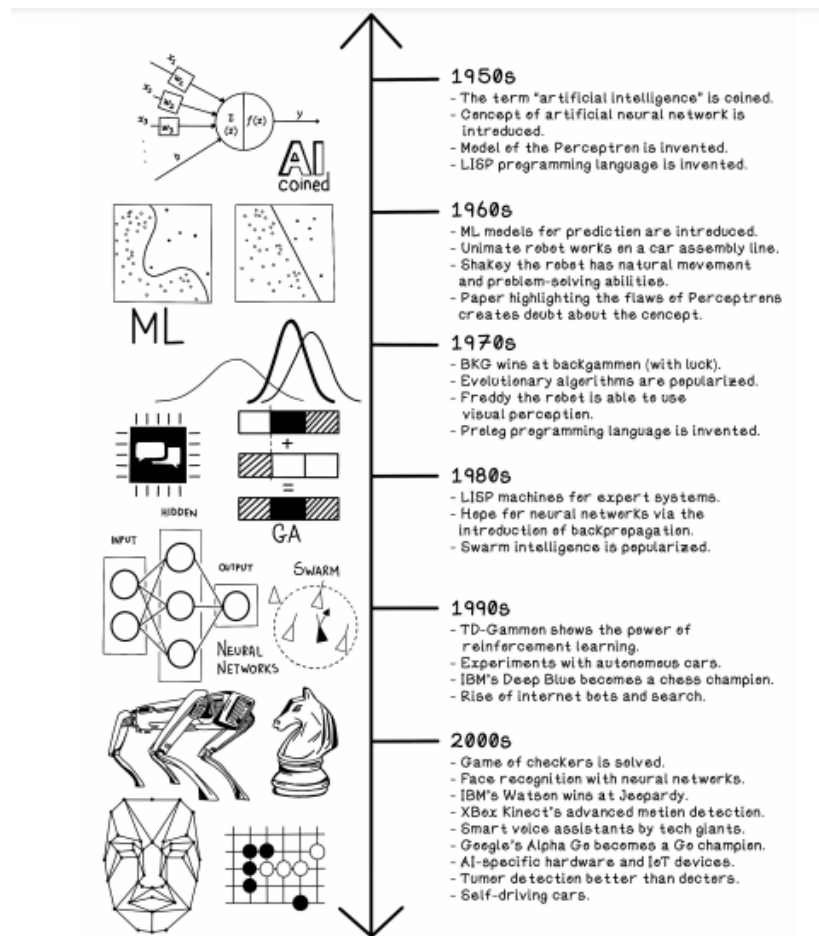 x₁
w₁
x₂
w₂
x₃
w₃
b
Σ
(z)
f(z)
y
AI
coined
ML
+
=
GA
HIDDEN
INPUT
OUTPUT
NEURAL
NETWORKS
SWARM
1950s
- The term "artificial intelligence" is coined.
- Concept of artificial neural network is
introduced.
- Model of the Perceptron is invented.
- LISP programming language is invented.
1960s
- ML models for prediction are introduced.
- Unimate robot works on a car assembly line.
- Shakey the robot has natural movement
and problem-solving abilities.
- Paper highlighting the flaws of Perceptrons
creates doubt about the concept.
1970s
- BKG wins at backgammon (with luck).
- Evolutionary algorithms are popularized.
- Freddy the robot is able to use
visual perception.
- Prolog programming language is invented.
1980s
- LISP machines for expert systems.
- Hope for neural networks via the
introduction of backpropagation.
- Swarm intelligence is popularized.
1990s
- TD-Gammon shows the power of
reinforcement learning.
- Experiments with autonomous cars.
- IBM's Deep Blue becomes a chess champion.
- Rise of internet bots and search.
2000s
- Game of checkers is solved.
- Face recognition with neural networks.
- IBM's Watson wins at Jeopardy.
- XBox Kinect's advanced motion detection.
- Smart voice assistants by tech giants.
- Google's Alpha Go becomes a Go champion.
- AI-specific hardware and IoT devices.
- Tumor detection better than doctors.
- Self-driving cars.